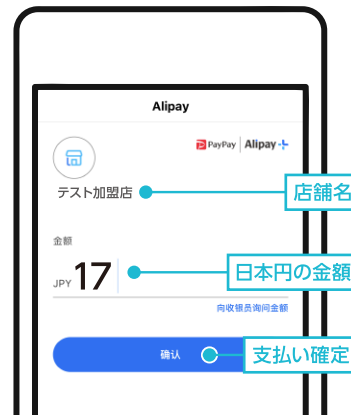 Alipay
PayPay Alipay+
テスト加盟店
店舗名
金额
JPY 17
日本円の金額
向收银员询问金额
确认
支払い確定